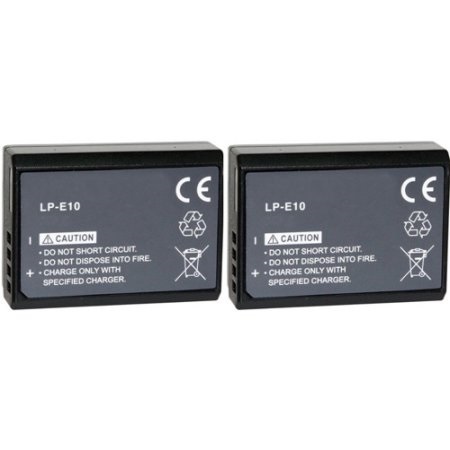 CE
LP-E10
CAUTION
• DO NOT SHORT CIRCUIT.
• DO NOT DISPOSE INTO FIRE.
• CHARGE ONLY WITH
SPECIFIED CHARGER.
CE
LP-E10
CAUTION
• DO NOT SHORT CIRCUIT.
• DO NOT DISPOSE INTO FIRE.
• CHARGE ONLY WITH
SPECIFIED CHARGER.